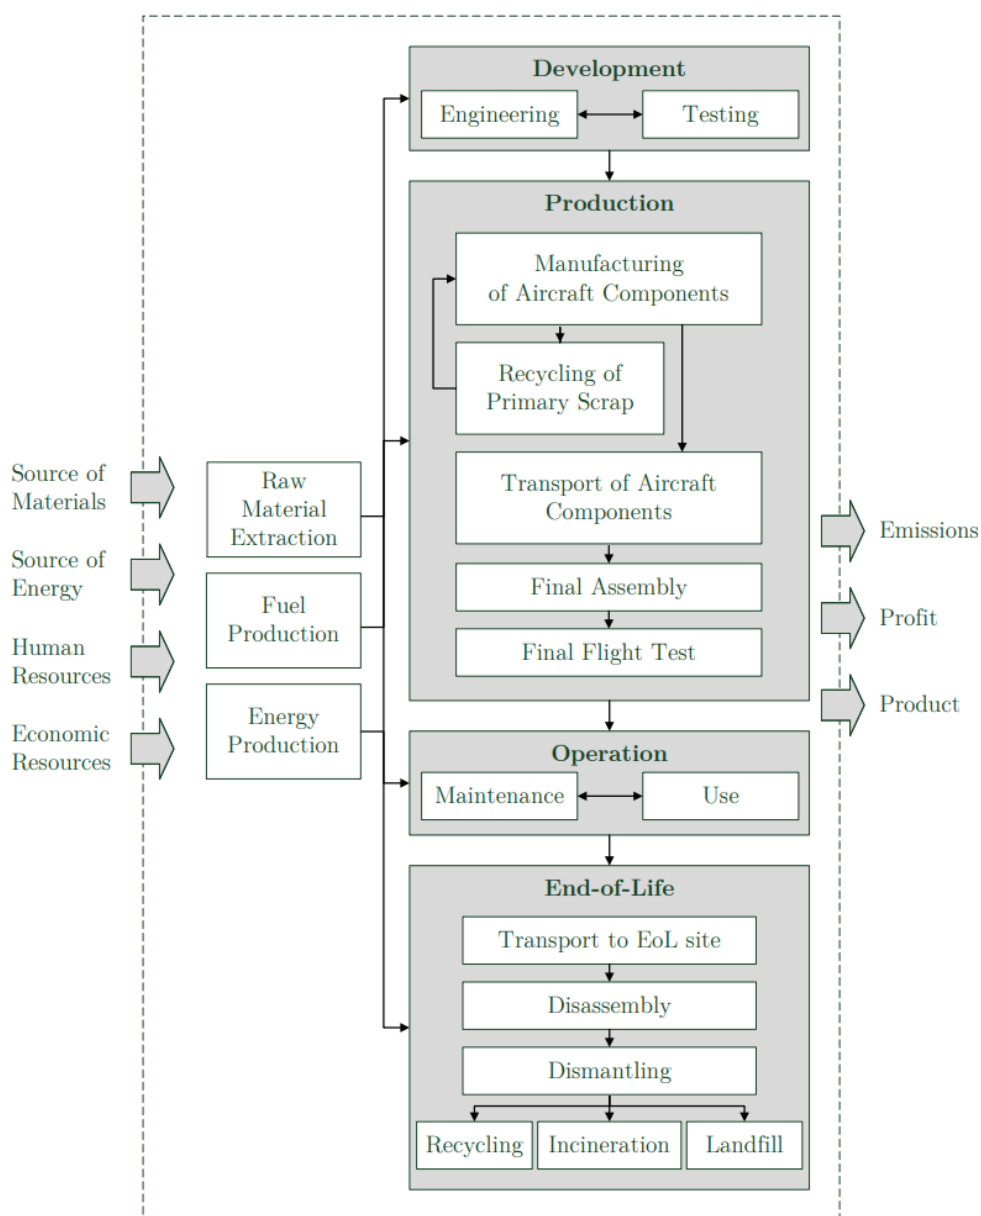 Development
Engineering
Testing
Production
Manufacturing
of Aircraft Components
Recycling of
Primary Scrap
Transport of Aircraft
Components
Final Assembly
Final Flight Test
Source of
Materials
Source of
Energy
Human
Resources
Economic
Resources
Raw
Material
Extraction
Fuel
Production
Energy
Production
Emissions
Profit
Product
Operation
Maintenance
Use
End-of-Life
Transport to EoL site
Disassembly
Dismantling
Recycling
Incineration
Landfill